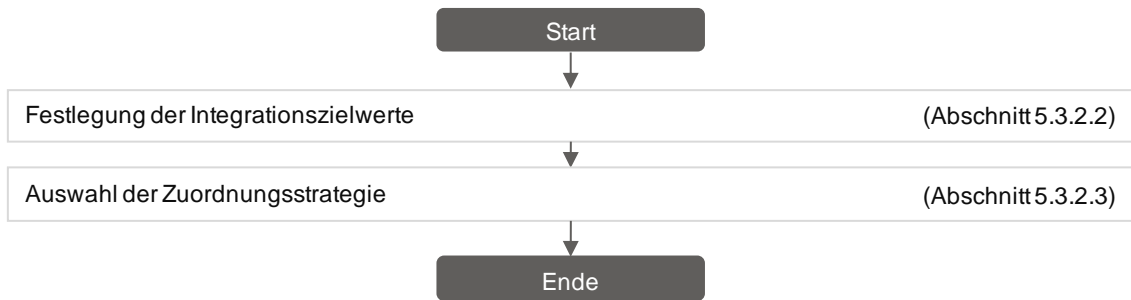 Start
Festlegung der Integrationszielwerte (Abschnitt 5.3.2.2)
Auswahl der Zuordnungsstrategie (Abschnitt 5.3.2.3)
Ende